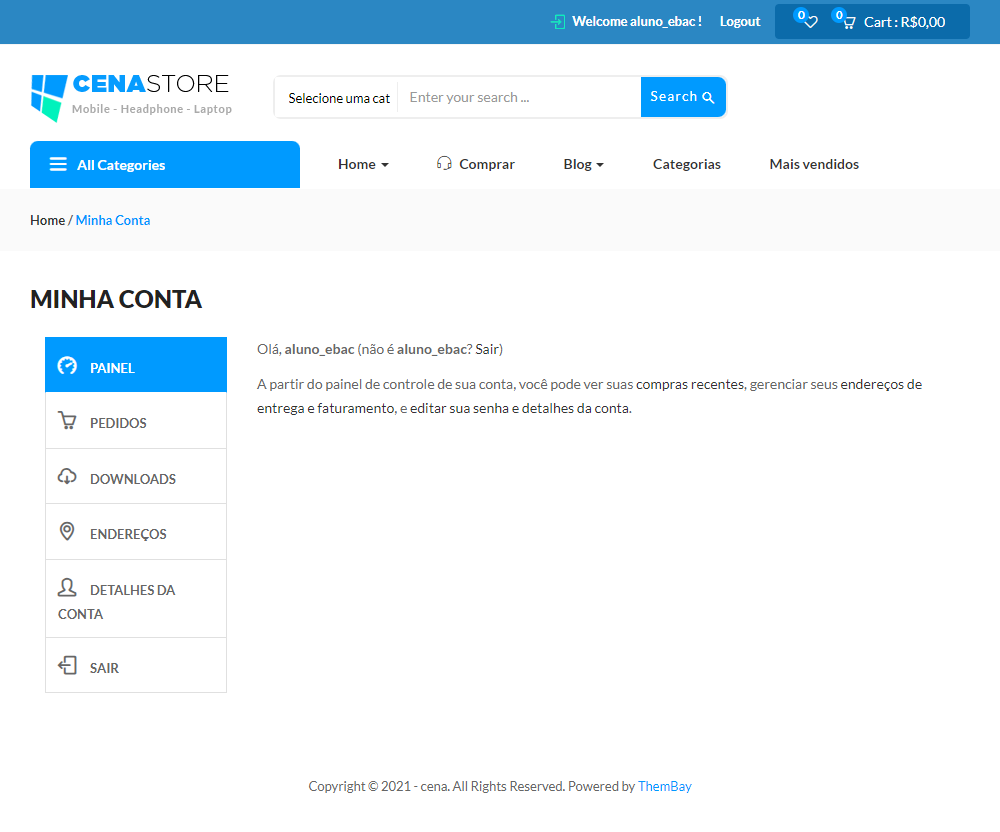 Welcome aluno_ebac ! Logout 0 0 Cart : R$0,00
CENASTORE
Mobile - Headphone - Laptop
Selecione uma cat Enter your search ... Search
All Categories Home Comprar Blog Categorias Mais vendidos
Home / Minha Conta
MINHA CONTA
PAINEL
PEDIDOS
DOWNLOADS
ENDEREÇOS
DETALHES DA
CONTA
SAIR
Olá, aluno_ebac (não é aluno_ebac? Sair)
A partir do painel de controle de sua conta, você pode ver suas compras recentes, gerenciar seus endereços de
entrega e faturamento, e editar sua senha e detalhes da conta.
Copyright © 2021 - cena. All Rights Reserved. Powered by ThemBay